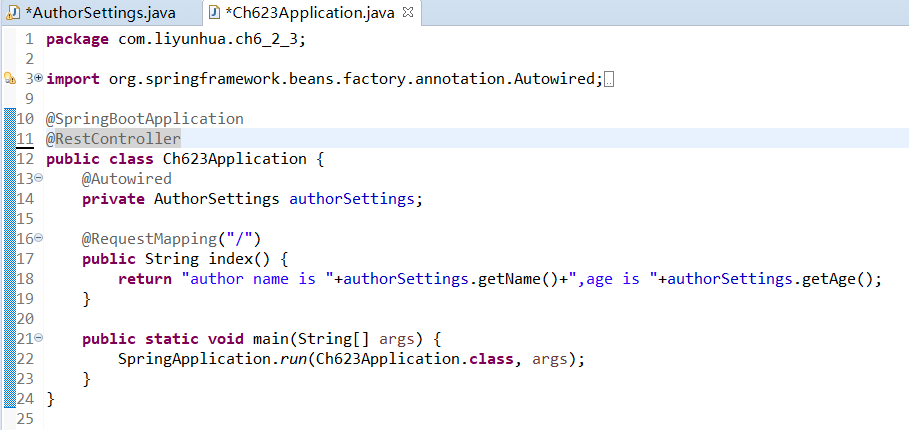 *AuthorSettings.java *Ch623Application.java
1 package com.liyunhua.ch6_2_3;
2
3 import org.springframework.beans.factory.annotation.Autowired;
9
10 @SpringBootApplication
11 @RestController
12 public class Ch623Application {
13 @Autowired
14 private AuthorSettings authorSettings;
15
16 @RequestMapping("/")
17 public String index() {
18 return "author name is "+authorSettings.getName()+",age is "+authorSettings.getAge();
19 }
20
21 public static void main(String[] args) {
22 SpringApplication.run(Ch623Application.class, args);
23 }
24 }
25